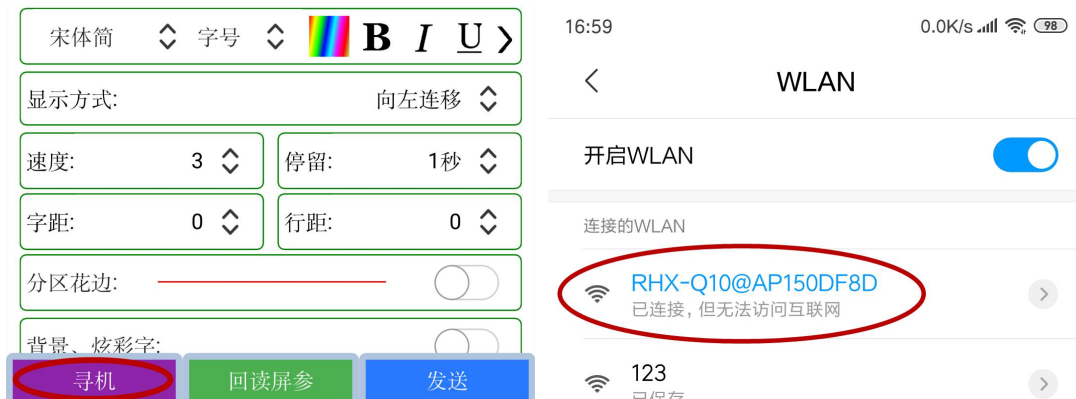 宋体简 字号 B I U
显示方式: 向左连移
速度: 3 停留: 1秒
字距: 0 行距: 0
分区花边:
背景、炫彩字:
寻机 回读屏参 发送
16:59 0.0K/s 98
WLAN
开启WLAN
连接的WLAN
RHX-Q10@AP150DF8D
已连接，但无法访问互联网
123
已保存